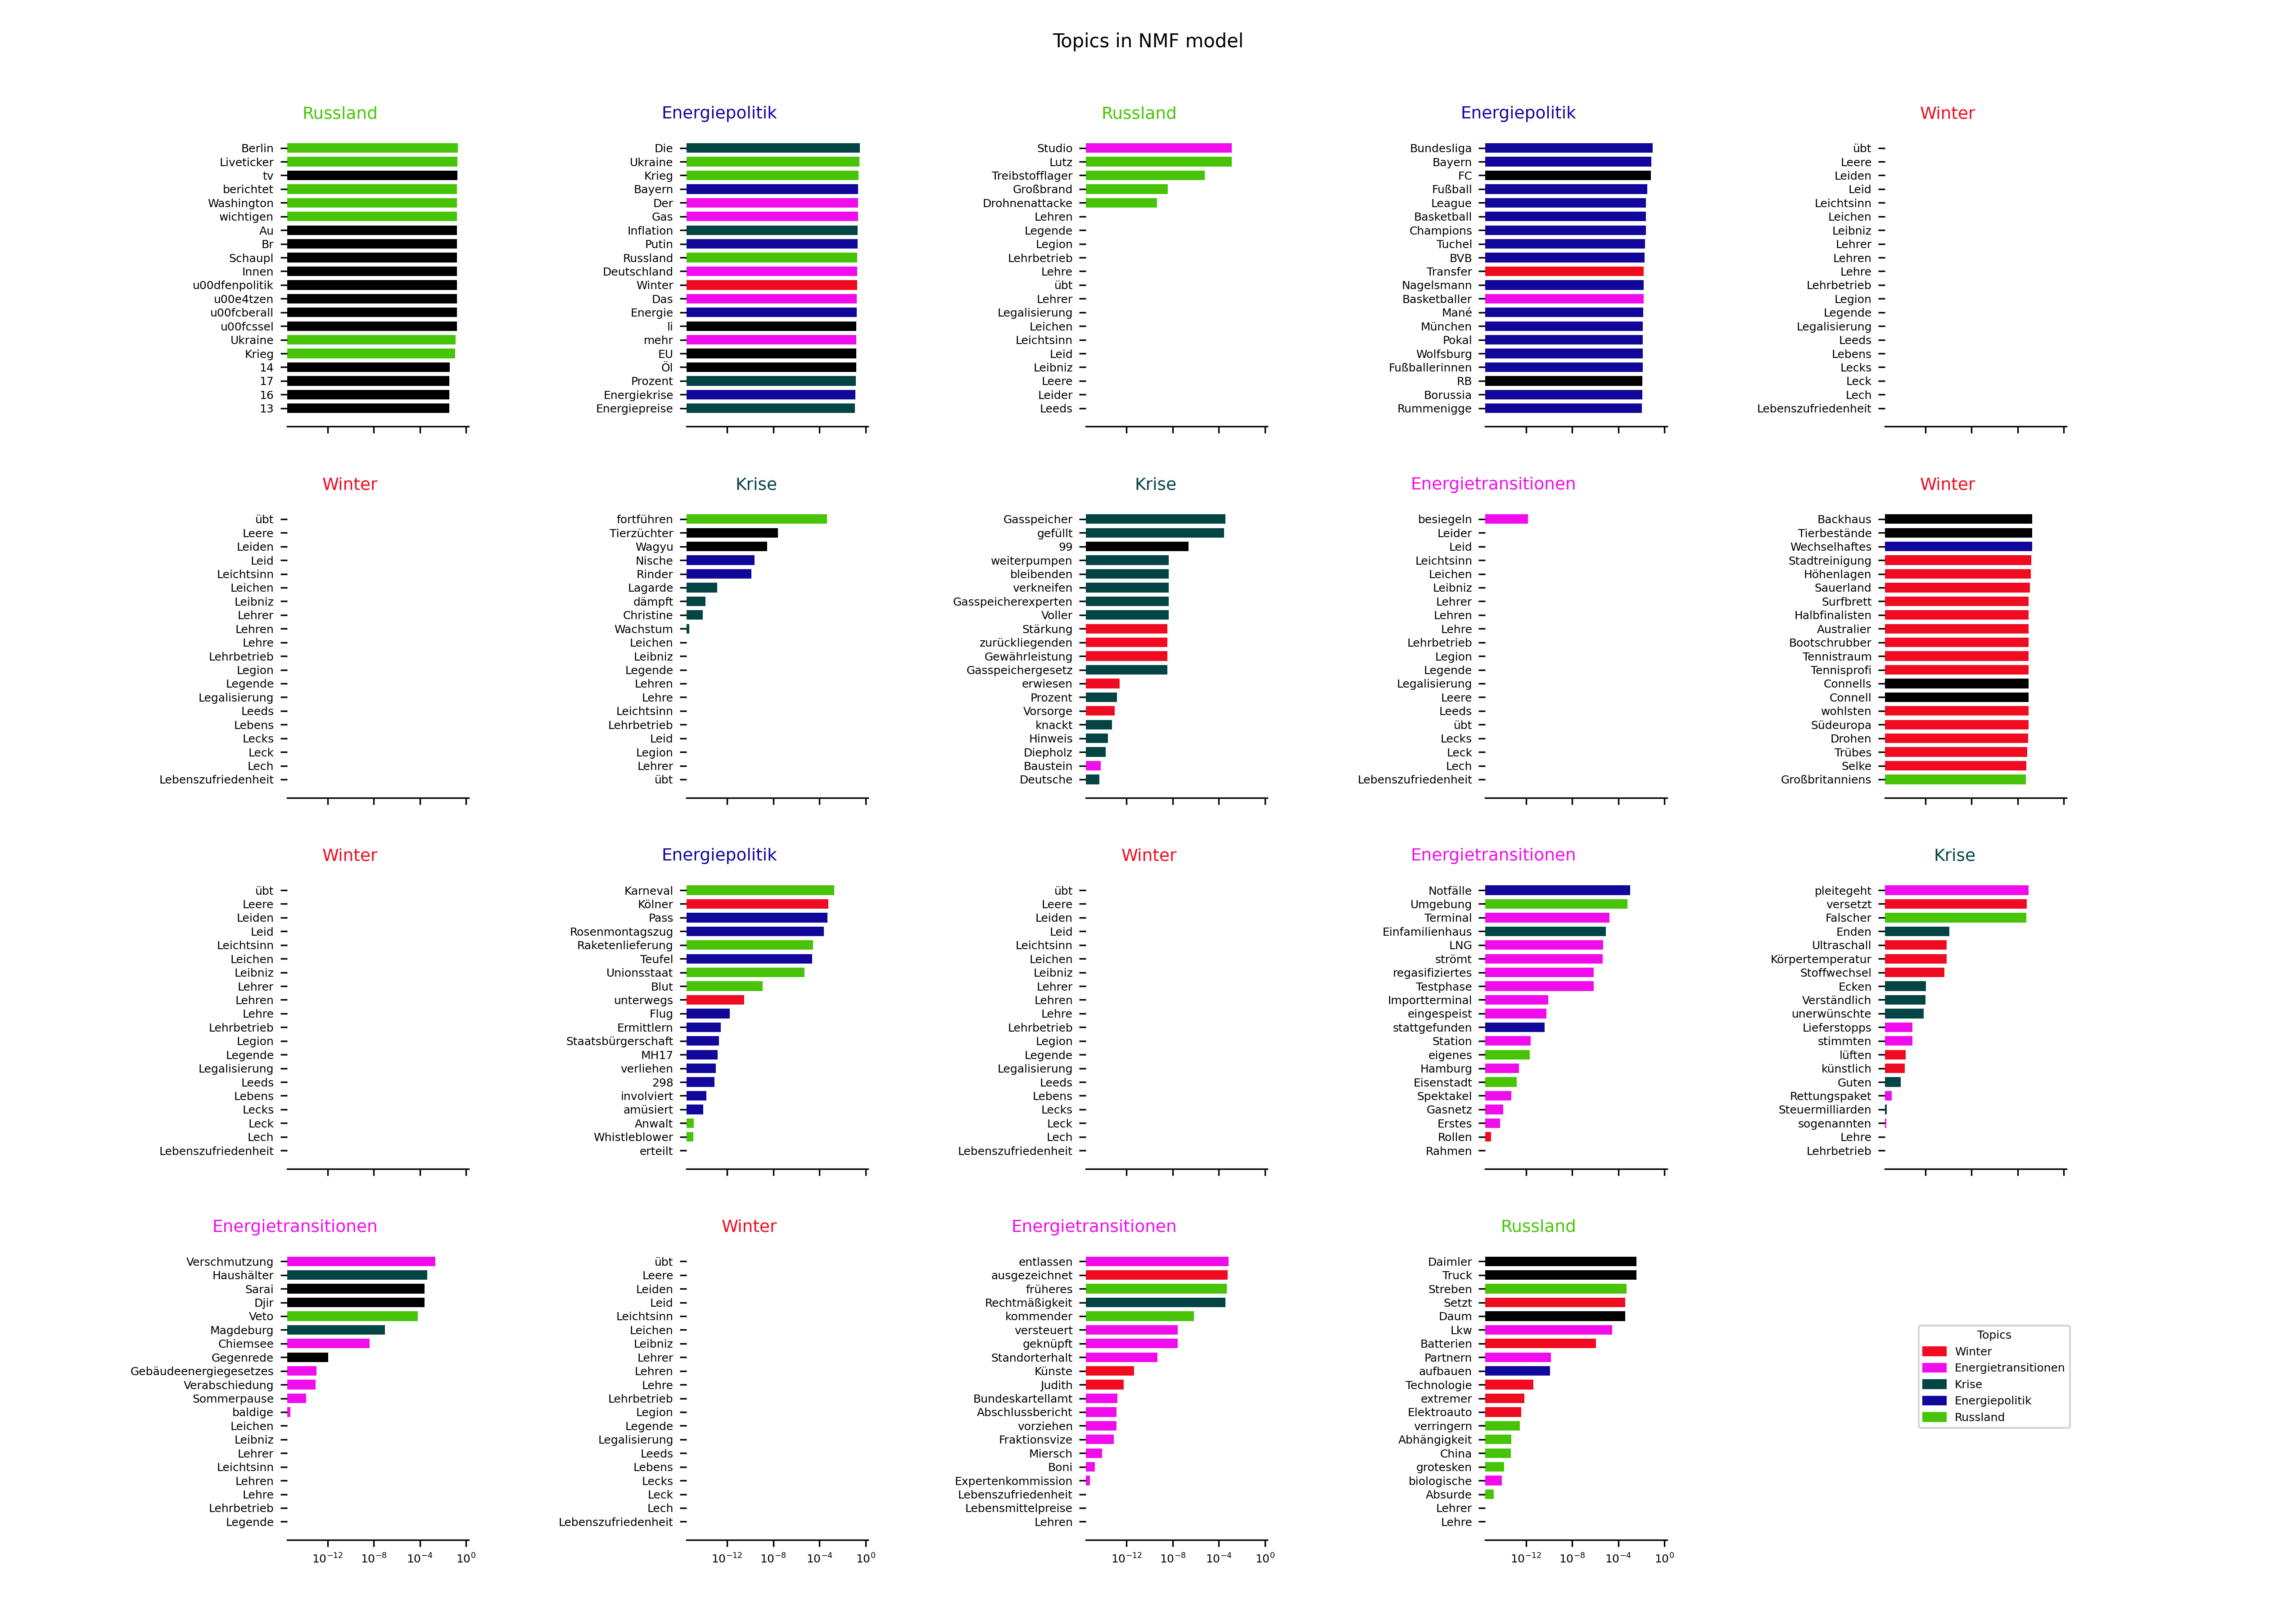 Topics in NMF model
Russland
Berlin
Liveticker
tv
berichtet
Washington
wichtigen
Au
Br
Schaupl
Innen
u00dfenpolitik
u00e4tzen
u00fcberall
u00fcssel
Ukraine
Krieg
14
17
16
13
Energiepolitik
Die
Ukraine
Krieg
Bayern
Der
Gas
Inflation
Putin
Russland
Deutschland
Winter
Das
Energie
li
mehr
EU
Öl
Prozent
Energiekrise
Energiepreise
Russland
Studio
Lutz
Treibstofflager
Großbrand
Drohnenattacke
Lehren
Legende
Legion
Lehrbetrieb
Lehre
übt
Lehrer
Legalisierung
Leichen
Leichtsinn
Leid
Leibniz
Leere
Leider
Leeds
Energiepolitik
Bundesliga
Bayern
FC
Fußball
League
Basketball
Champions
Tuchel
BVB
Transfer
Nagelsmann
Basketballer
Mané
München
Pokal
Wolfsburg
Fußballerinnen
RB
Borussia
Rummenigge
Winter
übt
Leere
Leiden
Leid
Leichtsinn
Leichen
Leibniz
Lehrer
Lehren
Lehre
Lehrbetrieb
Legion
Legende
Legalisierung
Leeds
Lebens
Lecks
Leck
Lech
Lebenszufriedenheit
Winter
übt
Leere
Leiden
Leid
Leichtsinn
Leichen
Leibniz
Lehrer
Lehren
Lehre
Lehrbetrieb
Legion
Legende
Legalisierung
Leeds
Lebens
Lecks
Leck
Lech
Lebenszufriedenheit
Krise
fortführen
Tierzüchter
Wagyu
Nische
Rinder
Lagarde
dämpft
Christine
Wachstum
Leichen
Leibniz
Legende
Lehren
Lehre
Leichtsinn
Lehrbetrieb
Leid
Legion
Lehrer
übt
Krise
Gasspeicher
gefüllt
99
weiterpumpen
bleibenden
verkneifen
Gasspeicherexperten
Voller
Stärkung
zurückliegenden
Gewährleistung
Gasspeichergesetz
erwiesen
Prozent
Vorsorge
knackt
Hinweis
Diepholz
Baustein
Deutsche
Energietransitionen
besiegeln
Leider
Leid
Leichtsinn
Leichen
Leibniz
Lehrer
Lehren
Lehre
Lehrbetrieb
Legion
Legende
Legalisierung
Leere
Leeds
übt
Lecks
Leck
Lech
Lebenszufriedenheit
Winter
Backhaus
Tierbestände
Wechselhaftes
Stadtreinigung
Höhenlagen
Sauerland
Surfbrett
Halbfinalisten
Australier
Bootschrubber
Tennistraum
Tennisprofi
Connells
Connell
wohlsten
Südeuropa
Drohen
Trübes
Selke
Großbritanniens
Winter
übt
Leere
Leiden
Leid
Leichtsinn
Leichen
Leibniz
Lehrer
Lehren
Lehre
Lehrbetrieb
Legion
Legende
Legalisierung
Leeds
Lebens
Lecks
Leck
Lech
Lebenszufriedenheit
Energiepolitik
Karneval
Kölner
Pass
Rosenmontagszug
Raketenlieferung
Teufel
Unionsstaat
Blut
unterwegs
Flug
Ermittlern
Staatsbürgerschaft
MH17
verliehen
298
involviert
amüsiert
Anwalt
Whistleblower
erteilt
Winter
übt
Leere
Leiden
Leid
Leichtsinn
Leichen
Leibniz
Lehrer
Lehren
Lehre
Lehrbetrieb
Legion
Legende
Legalisierung
Leeds
Lebens
Lecks
Leck
Lech
Lebenszufriedenheit
Energietransitionen
Notfälle
Umgebung
Terminal
Einfamilienhaus
LNG
strömt
regasifiziertes
Testphase
Importterminal
eingespeist
stattgefunden
Station
eigenes
Hamburg
Eisenstadt
Spektakel
Gasnetz
Erstes
Rollen
Rahmen
Krise
pleitegeht
versetzt
Falscher
Enden
Ultraschall
Körpertemperatur
Stoffwechsel
Ecken
Verständlich
unerwünschte
Lieferstopps
stimmten
lüften
künstlich
Guten
Rettungspaket
Steuermilliarden
sogenannten
Lehre
Lehrbetrieb
Energietransitionen
Verschmutzung
Haushälter
Sarai
Djir
Veto
Magdeburg
Chiemsee
Gegenrede
Gebäudeenergiegesetzes
Verabschiedung
Sommerpause
baldige
Leichen
Leibniz
Lehrer
Leichtsinn
Lehren
Lehre
Lehrbetrieb
Legende
10⁻¹² 10⁻⁸ 10⁻⁴ 10⁰
Winter
übt
Leere
Leiden
Leid
Leichtsinn
Leichen
Leibniz
Lehrer
Lehren
Lehre
Lehrbetrieb
Legion
Legende
Legalisierung
Leeds
Lebens
Lecks
Leck
Lech
Lebenszufriedenheit
10⁻¹² 10⁻⁸ 10⁻⁴ 10⁰
Energietransitionen
entlassen
ausgezeichnet
früheres
Rechtmäßigkeit
kommender
versteuert
geknüpft
Standorterhalt
Künste
Judith
Bundeskartellamt
Abschlussbericht
vorziehen
Fraktionsvize
Miersch
Boni
Expertenkommission
Lebenszufriedenheit
Lebensmittelpreise
Lehren
10⁻¹² 10⁻⁸ 10⁻⁴ 10⁰
Russland
Daimler
Truck
Streben
Setzt
Daum
Lkw
Batterien
Partnern
aufbauen
Technologie
extremer
Elektroauto
verringern
Abhängigkeit
China
grotesken
biologische
Absurde
Lehrer
Lehre
10⁻¹² 10⁻⁸ 10⁻⁴ 10⁰
Topics
Winter
Energietransitionen
Krise
Energiepolitik
Russland